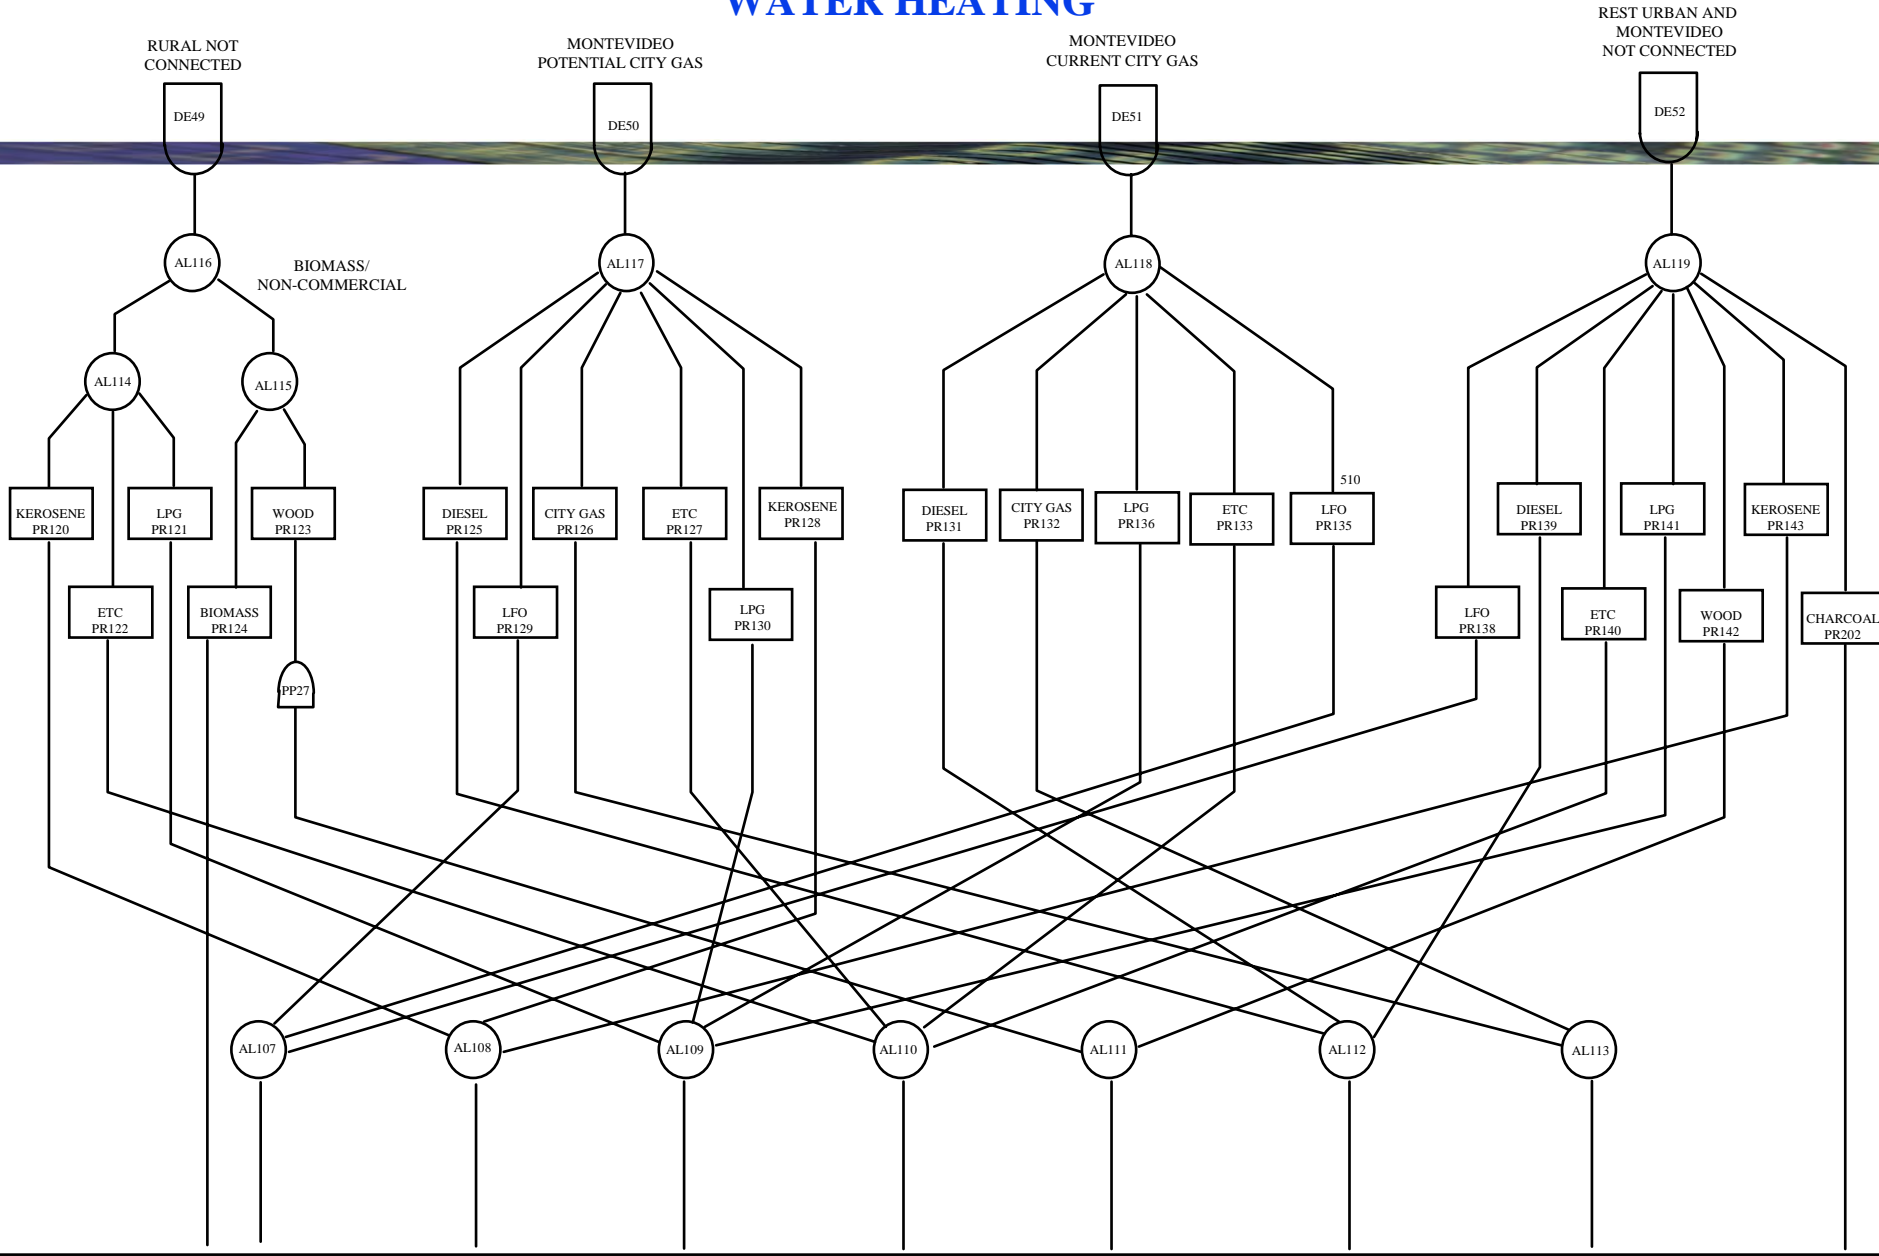 WATER HEATING
RURAL NOT
CONNECTED
MONTEVIDEO
POTENTIAL CITY GAS
MONTEVIDEO
CURRENT CITY GAS
REST URBAN AND
MONTEVIDEO
NOT CONNECTED
DE49
DE50
DE51
DE52
AL116
BIOMASS/
NON-COMMERCIAL
AL117
AL118
AL119
AL114
AL115
KEROSENE
PR120
LPG
PR121
WOOD
PR123
DIESEL
PR125
CITY GAS
PR126
ETC
PR127
KEROSENE
PR128
DIESEL
PR131
CITY GAS
PR132
LPG
PR136
ETC
PR133
510
LFO
PR135
DIESEL
PR139
LPG
PR141
KEROSENE
PR143
ETC
PR122
BIOMASS
PR124
LFO
PR129
LPG
PR130
LFO
PR138
ETC
PR140
WOOD
PR142
CHARCOAL
PR202
PP27
AL107
AL108
AL109
AL110
AL111
AL112
AL113